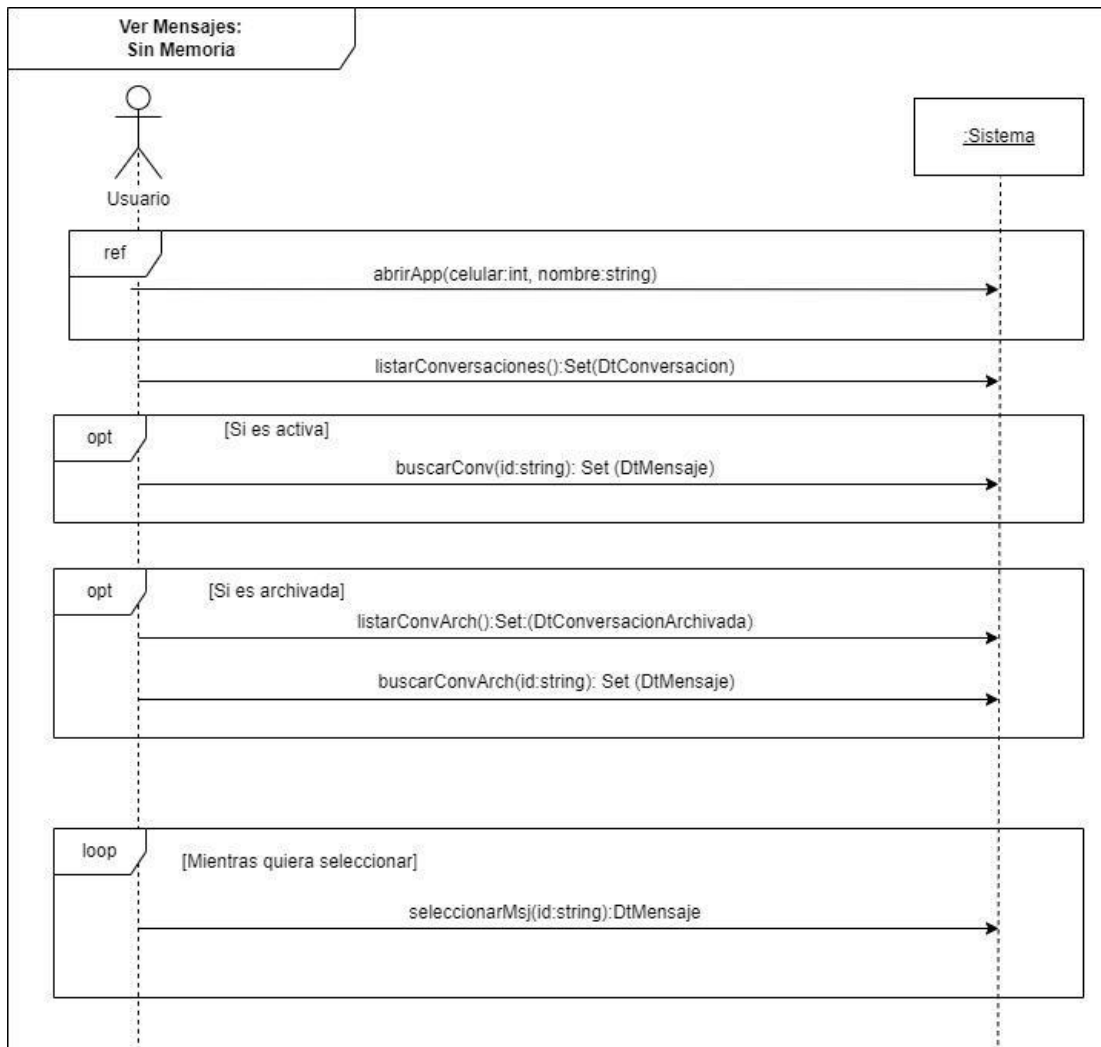 Ver Mensajes:
Sin Memoria
:Sistema
Usuario
ref
abrirApp(celular:int, nombre:string)
listarConversaciones():Set(DtConversacion)
opt
[Si es activa]
buscarConv(id:string): Set (DtMensaje)
opt
[Si es archivada]
listarConvArch():Set:(DtConversacionArchivada)
buscarConvArch(id:string): Set (DtMensaje)
loop
[Mientras quiera seleccionar]
seleccionarMsj(id:string):DtMensaje